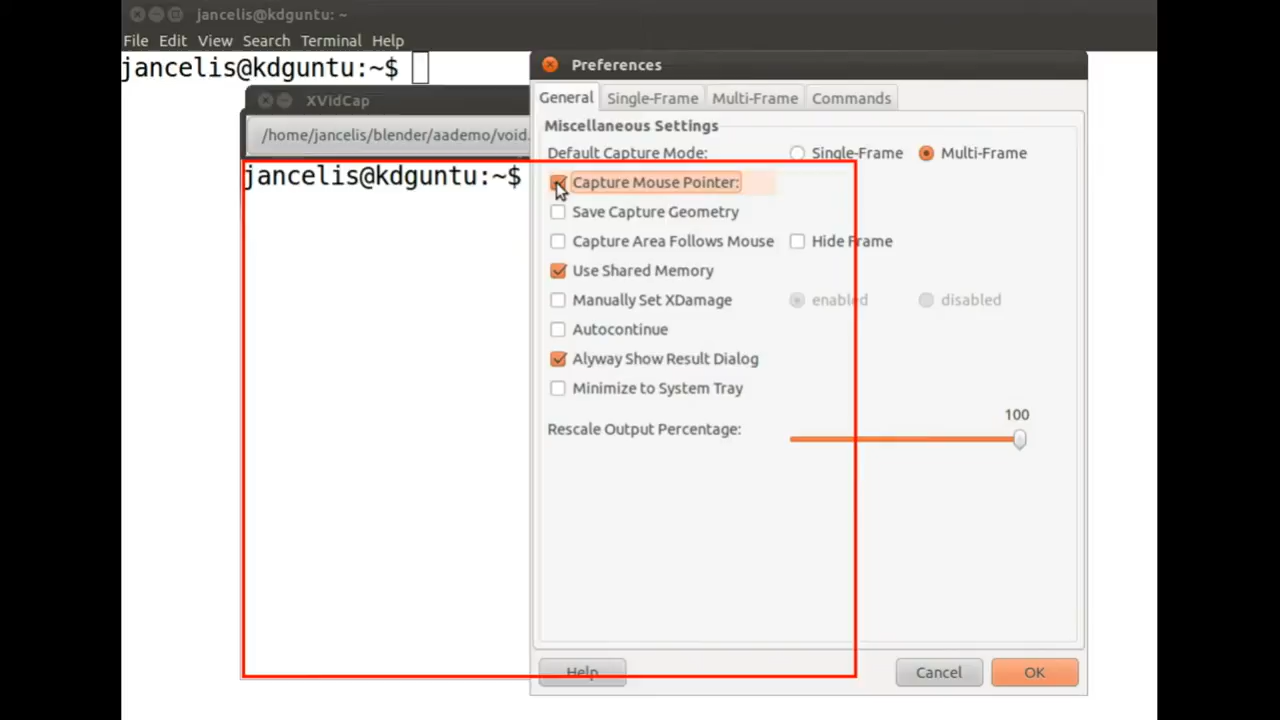 jancelis@kdguntu: ~
File Edit View Search Terminal Help
jancelis@kdguntu:~$
XVidCap
/home/jancelis/blender/aademo/void.
jancelis@kdguntu:~$
Preferences
General Single-Frame Multi-Frame Commands
Miscellaneous Settings
Default Capture Mode: Single-Frame Multi-Frame
Capture Mouse Pointer:
Save Capture Geometry
Capture Area Follows Mouse Hide Frame
Use Shared Memory
Manually Set XDamage enabled disabled
Autocontinue
Alyway Show Result Dialog
Minimize to System Tray
100
Rescale Output Percentage:
Help Cancel OK